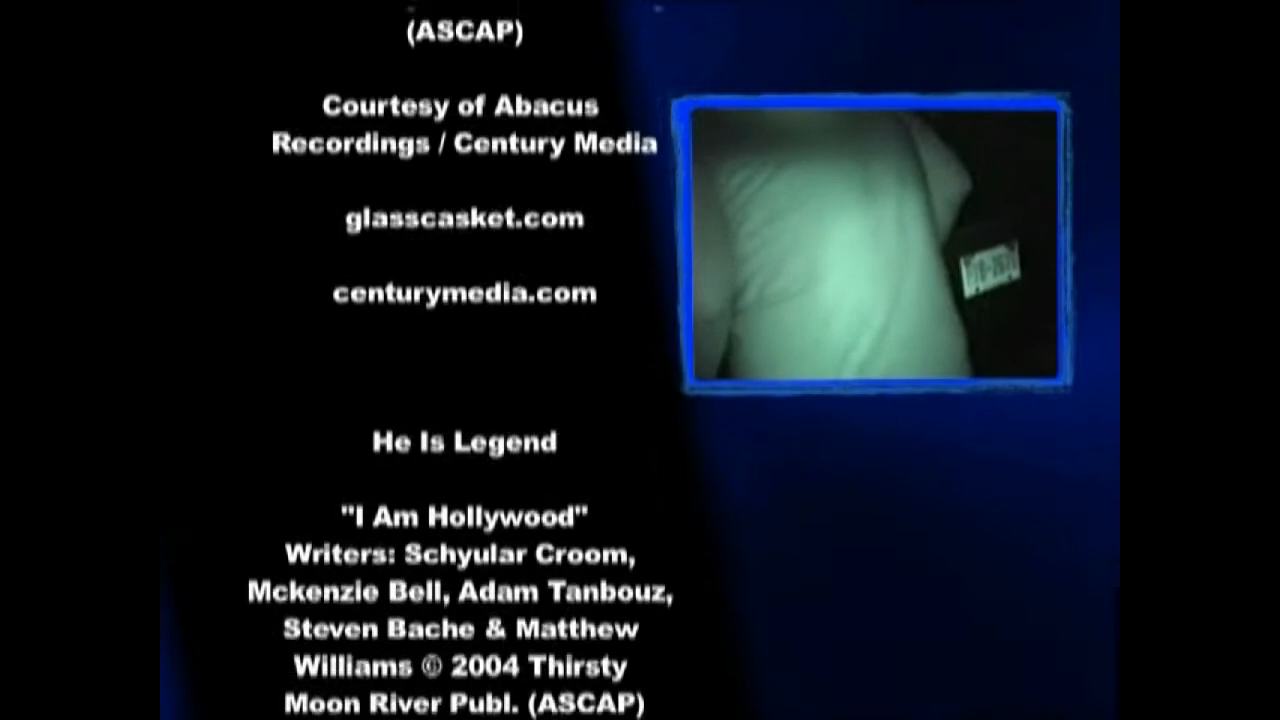 (ASCAP)
Courtesy of Abacus
Recordings / Century Media
glasscasket.com
centurymedia.com
He Is Legend
"I Am Hollywood"
Writers: Schyular Croom,
Mckenzie Bell, Adam Tanbouz,
Steven Bache & Matthew
Williams © 2004 Thirsty
Moon River Publ. (ASCAP)